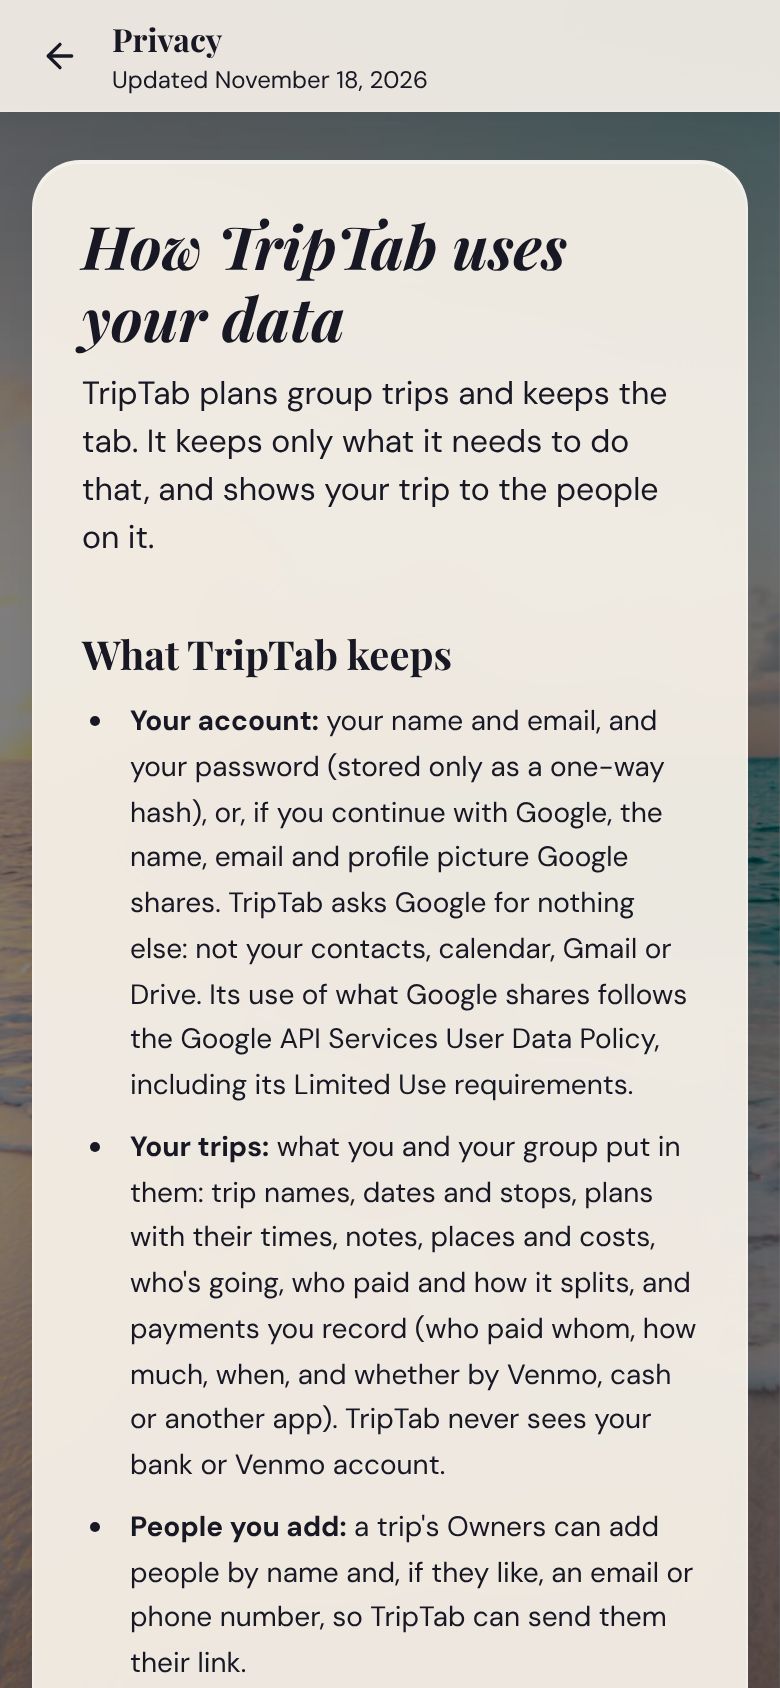 Privacy
Updated November 18, 2026
How TripTab uses
your data
TripTab plans group trips and keeps the
tab. It keeps only what it needs to do
that, and shows your trip to the people
on it.
What TripTab keeps
• Your account: your name and email, and
your password (stored only as a one-way
hash), or, if you continue with Google, the
name, email and profile picture Google
shares. TripTab asks Google for nothing
else: not your contacts, calendar, Gmail or
Drive. Its use of what Google shares follows
the Google API Services User Data Policy,
including its Limited Use requirements.
• Your trips: what you and your group put in
them: trip names, dates and stops, plans
with their times, notes, places and costs,
who's going, who paid and how it splits, and
payments you record (who paid whom, how
much, when, and whether by Venmo, cash
or another app). TripTab never sees your
bank or Venmo account.
• People you add: a trip's Owners can add
people by name and, if they like, an email or
phone number, so TripTab can send them
their link.